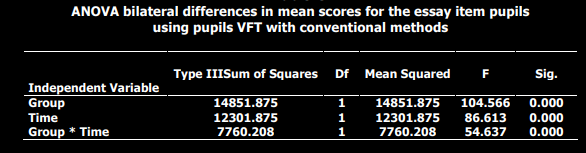 ANOVA bilateral differences in mean scores for the essay item pupils
using pupils VFT with conventional methods
Type IIISum of Squares Df Mean Squared F Sig.
Independent Variable
Group 14851.875 1 14851.875 104.566 0.000
Time 12301.875 1 12301.875 86.613 0.000
Group * Time 7760.208 1 7760.208 54.637 0.000